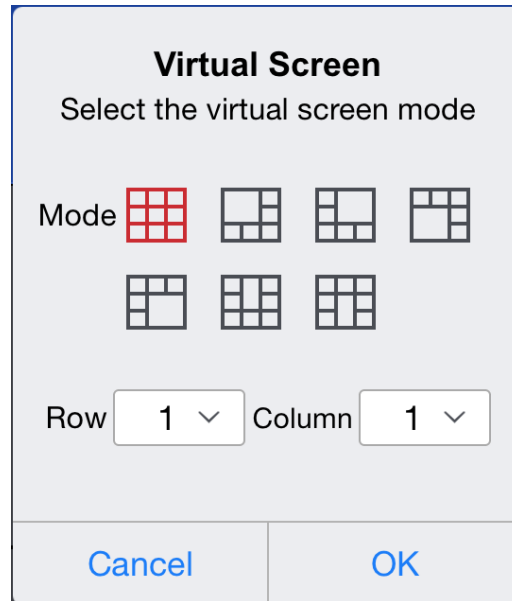 Virtual Screen
Select the virtual screen mode
Mode
Row 1 Column 1
Cancel OK